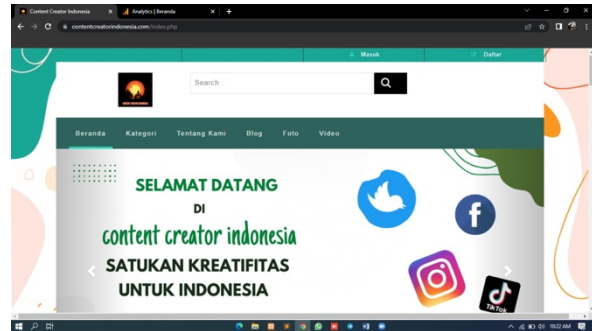 Content Creator Indonesia
Analytics | Beranda
contentcreatorindonesia.com/index.php
Masuk
Daftar
Search :
Beranda Kategori Tentang Kami Blog Foto Video
SELAMAT DATANG
DI
content creator indonesia
SATUKAN KREATIFITAS
UNTUK INDONESIA
TikTok
10:22 AM